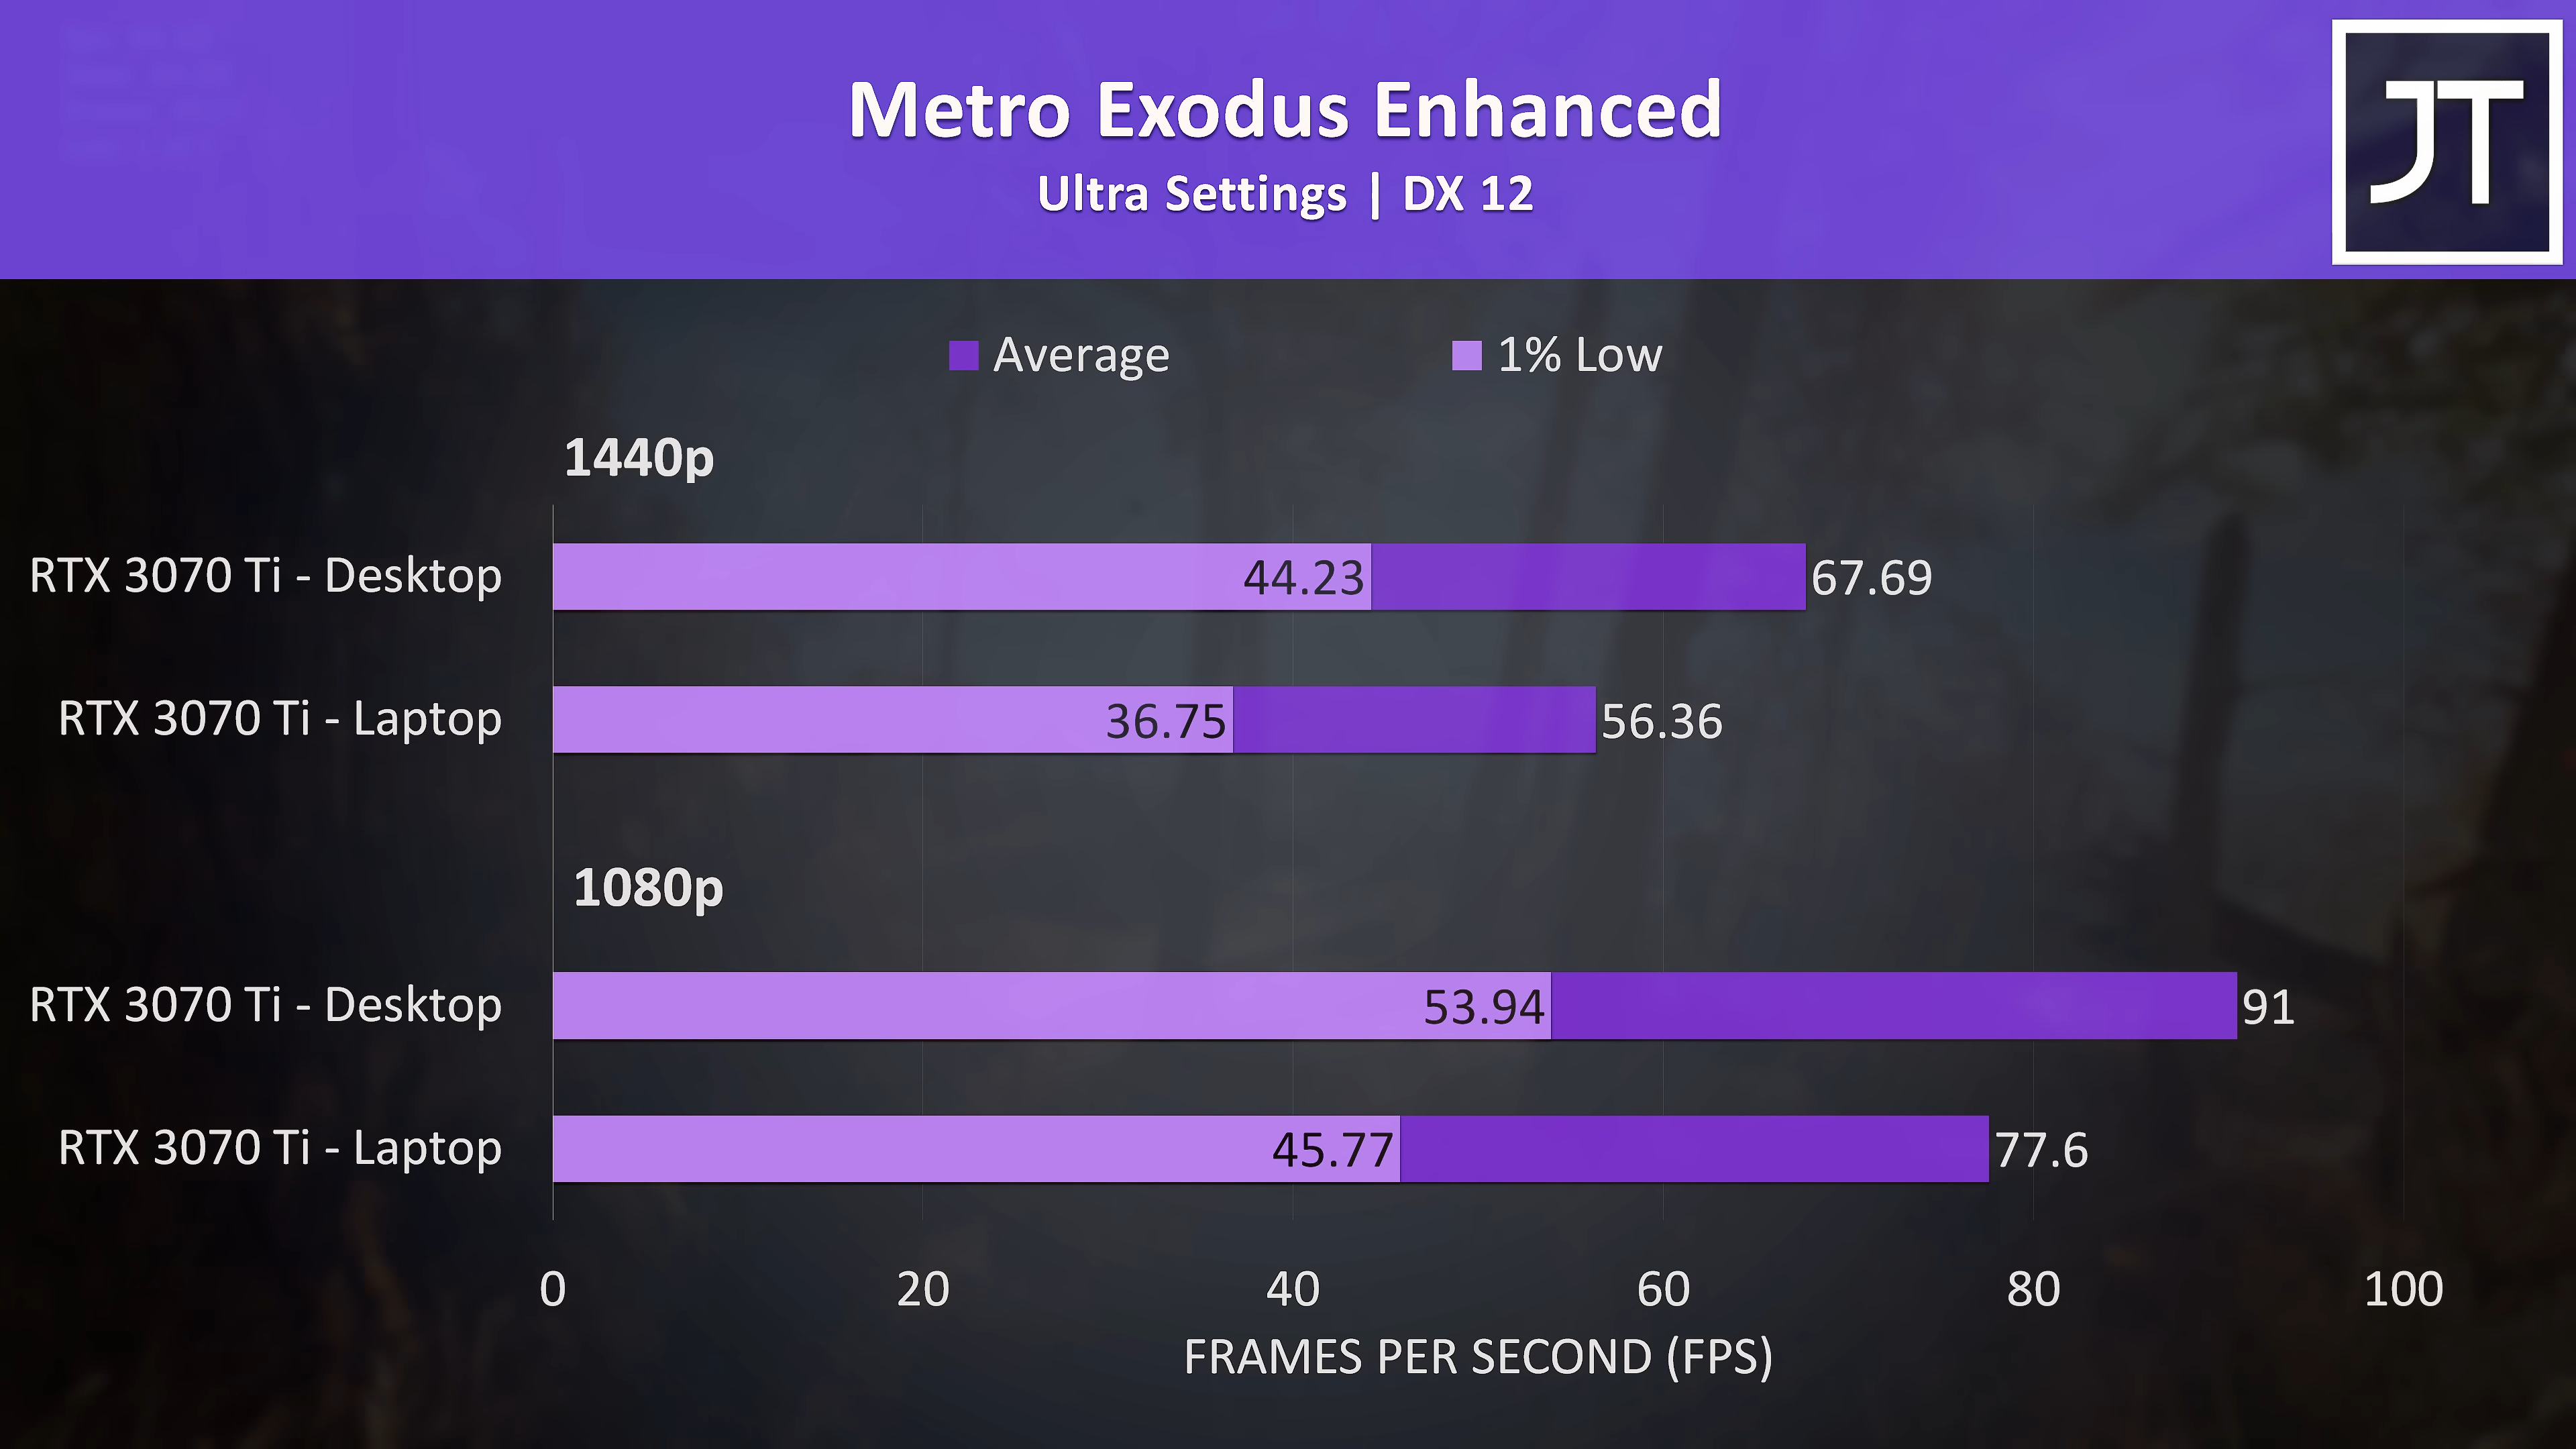 Metro Exodus Enhanced
Ultra Settings | DX 12
JT
Average
1% Low
1440p
RTX 3070 Ti - Desktop
44.23
67.69
RTX 3070 Ti - Laptop
36.75
56.36
1080p
RTX 3070 Ti - Desktop
53.94
91
RTX 3070 Ti - Laptop
45.77
77.6
0 20 40 60 80 100
FRAMES PER SECOND (FPS)